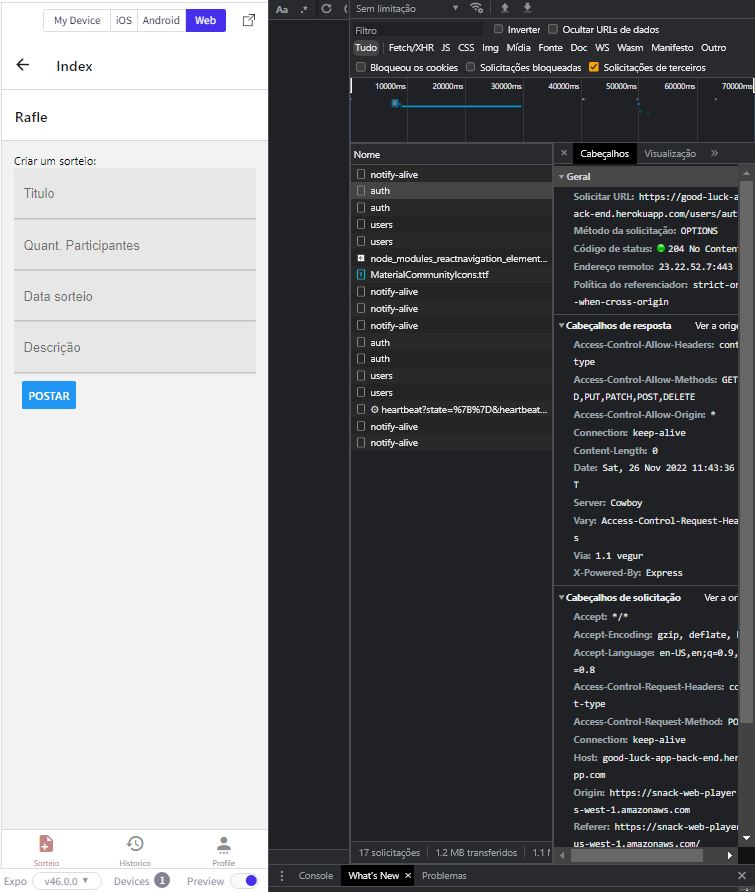 My Device
iOS
Android
Web
Index
Rafle
Criar um sorteio:
Titulo
Quant. Participantes
Data sorteio
Descrição
POSTAR
Sorteio
Historico
Profile
Expo
v46.0.0
Devices 1
Preview
Aa
.*
Sem limitação
Filtro
Inverter
Ocultar URLs de dados
Tudo
Fetch/XHR
JS
CSS
Img
Mídia
Fonte
Doc
WS
Wasm
Manifesto
Outro
Bloqueou os cookies
Solicitações bloqueadas
Solicitações de terceiros
10000ms
20000ms
30000ms
40000ms
50000ms
60000ms
70000ms
Nome
notify-alive
auth
auth
users
users
node_modules_reactnavigation_element...
MaterialCommunityIcons.ttf
notify-alive
notify-alive
notify-alive
auth
auth
users
users
heartbeat?state=%7B%7D&heartbeat...
notify-alive
notify-alive
17 solicitações
1.2 MB transferidos
1.1 M
Cabeçalhos
Visualização
Geral
Solicitar URL: https://good-luck-a
ack-end.herokuapp.com/users/aut
Método da solicitação: OPTIONS
Código de status: 204 No Conten
Endereço remoto: 23.22.52.7:443
Política do referenciador: strict-or
-when-cross-origin
Cabeçalhos de resposta
Ver a orige
Access-Control-Allow-Headers: cont
type
Access-Control-Allow-Methods: GET
D,PUT,PATCH,POST,DELETE
Access-Control-Allow-Origin: *
Connection: keep-alive
Content-Length: 0
Date: Sat, 26 Nov 2022 11:43:36
T
Server: Cowboy
Vary: Access-Control-Request-Hea
s
Via: 1.1 vegur
X-Powered-By: Express
Cabeçalhos de solicitação
Ver a or
Accept: */*
Accept-Encoding: gzip, deflate,
Accept-Language: en-US,en;q=0.9,
=0.8
Access-Control-Request-Headers: co
t-type
Access-Control-Request-Method: PO
Connection: keep-alive
Host: good-luck-app-back-end.her
pp.com
Origin: https://snack-web-player
s-west-1.amazonaws.com
Referer: https://snack-web-player
us-west-1.amazonaws.com/
Console
What's New
Problemas